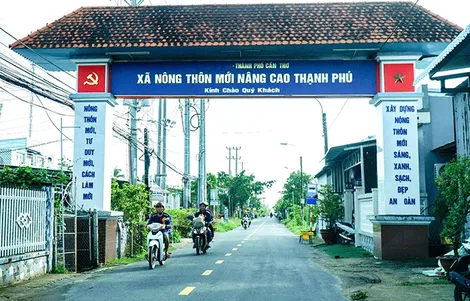 THÀNH PHỐ CẦN THƠ
XÃ NÔNG THÔN MỚI NÂNG CAO THẠNH PHÚ
Kính Chào Quý Khách
NÔNG
THÔN
MỚI,
TƯ
DUY
MỚI,
CÁCH
LÀM
MỚI
XÂY
DỰNG
NÔNG
THÔN
MỚI
SÁNG,
XANH,
SẠCH,
ĐẸP
AN
TOÀN